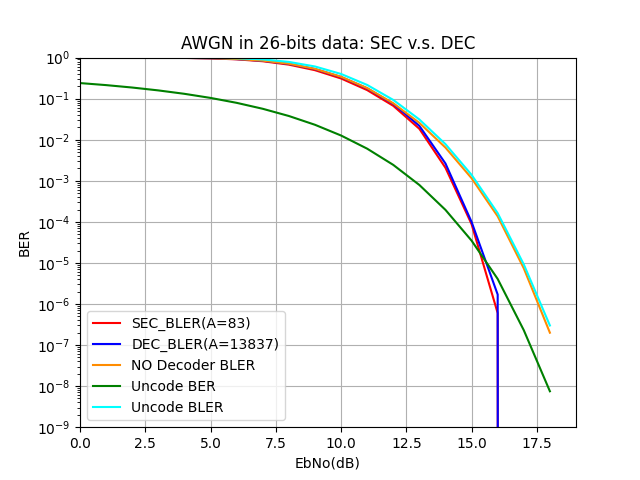 AWGN in 26-bits data: SEC v.s. DEC
BER
10^0
10^-1
10^-2
10^-3
10^-4
10^-5
10^-6
10^-7
10^-8
10^-9
SEC_BLER(A=83)
DEC_BLER(A=13837)
NO Decoder BLER
Uncode BER
Uncode BLER
0.0 2.5 5.0 7.5 10.0 12.5 15.0 17.5
EbNo(dB)